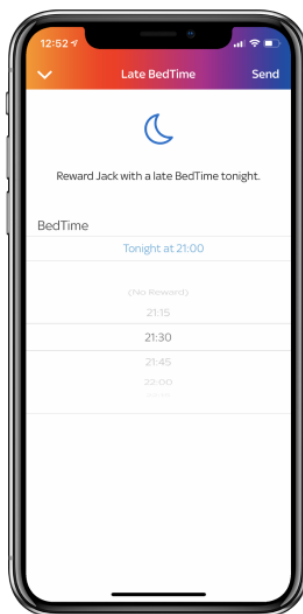 12:52
Late BedTime
Send
Reward Jack with a late BedTime tonight.
BedTime
Tonight at 21:00
(No Reward)
21:15
21:30
21:45
22:00